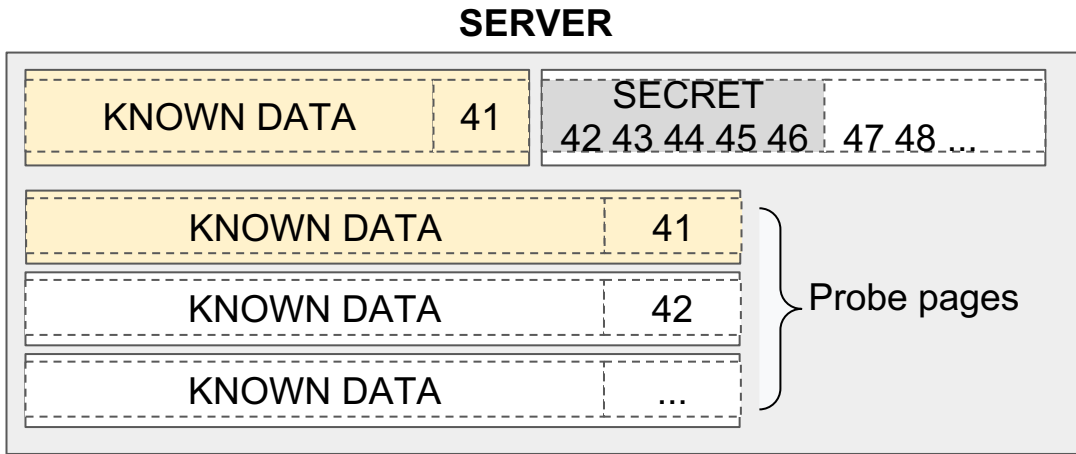 SERVER
KNOWN DATA 41 SECRET
42 43 44 45 46 47 48 ...
KNOWN DATA 41
KNOWN DATA 42
Probe pages
KNOWN DATA ...